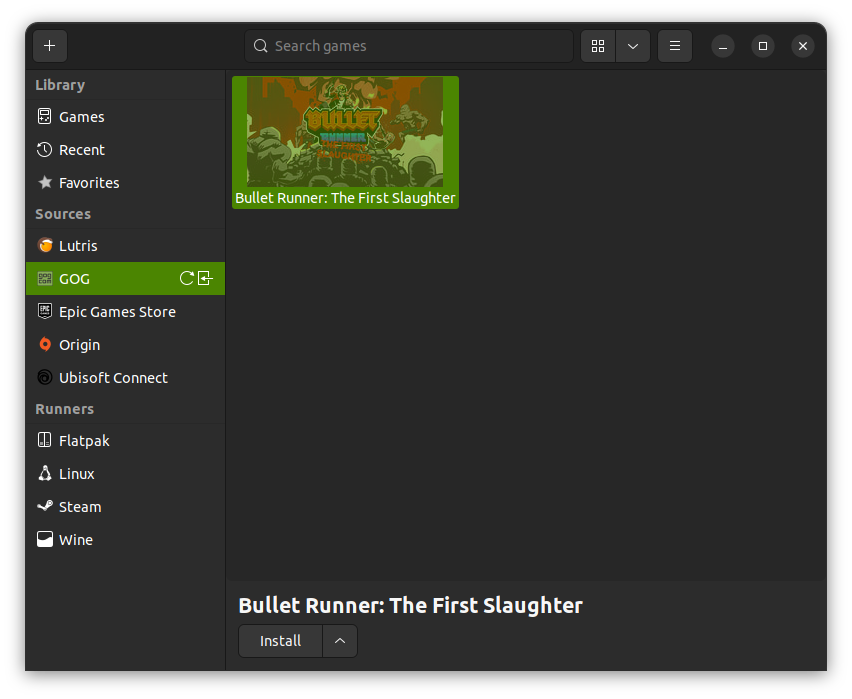 Search games
Library
Games
Recent
Favorites
Sources
Lutris
GOG
Epic Games Store
Origin
Ubisoft Connect
Runners
Flatpak
Linux
Steam
Wine
BULLET
RUNNER
THE FIRST
SLAUGHTER
Bullet Runner: The First Slaughter
Bullet Runner: The First Slaughter
Install